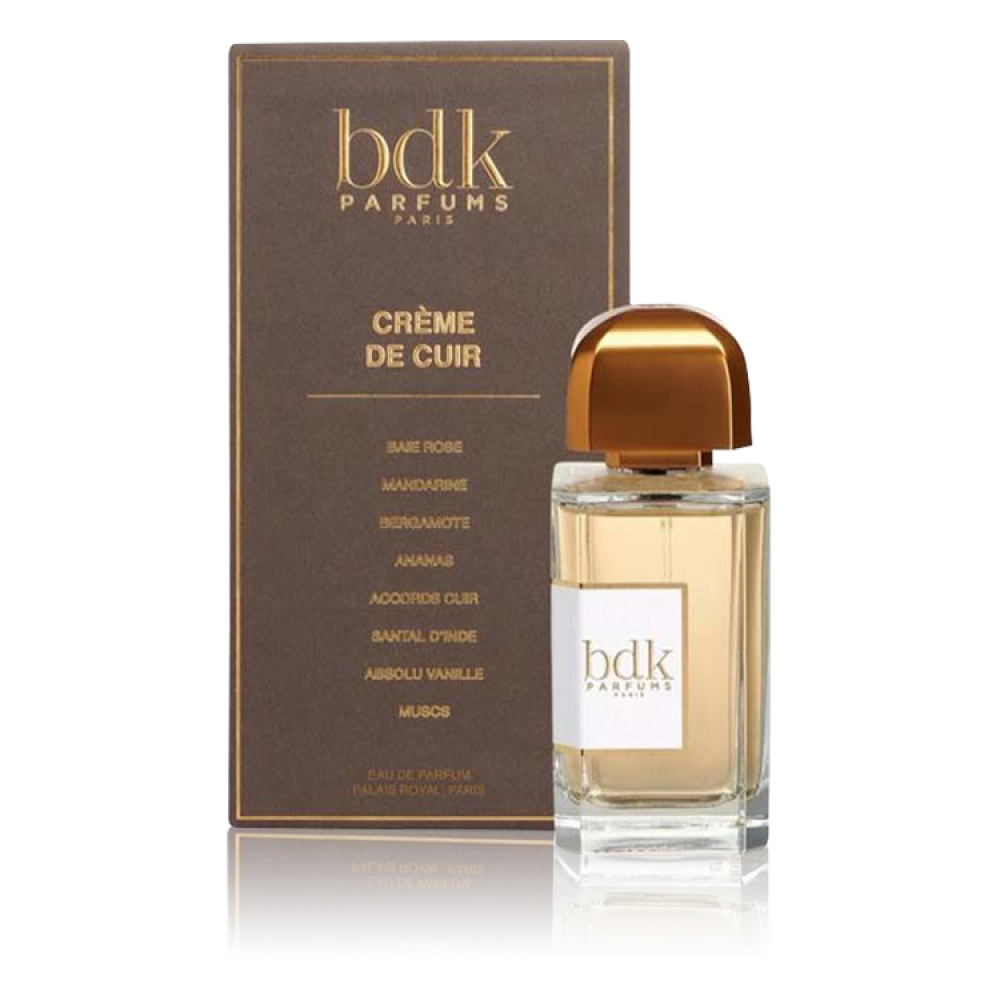 bdk
PARFUMS
PARIS
CRÈME
DE CUIR
BAIE ROSE
MANDARINE
BERGAMOTE
ANANAS
ACCORDS CUIR
SANTAL D'INDE
ABSOLU VANILLE
MUSCS
EAU DE PARFUM
PALAIS ROYAL, PARIS
bdk
PARFUMS
PARIS